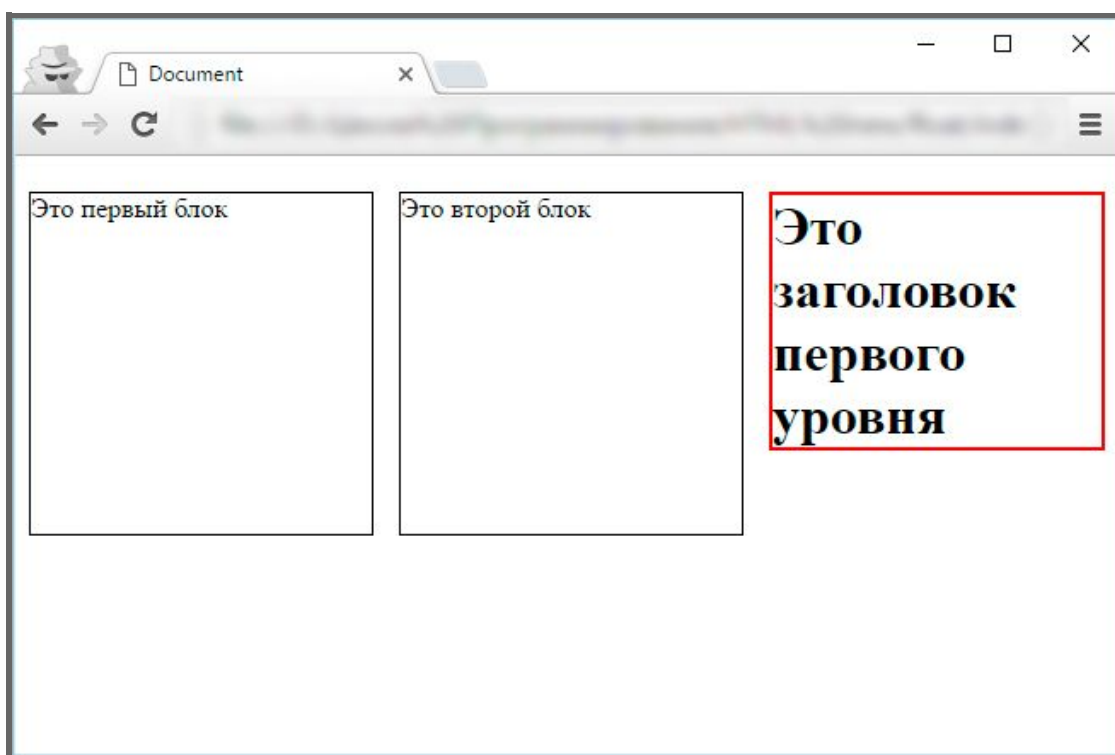 Document
Это первый блок
Это второй блок
Это
заголовок
первого
уровня